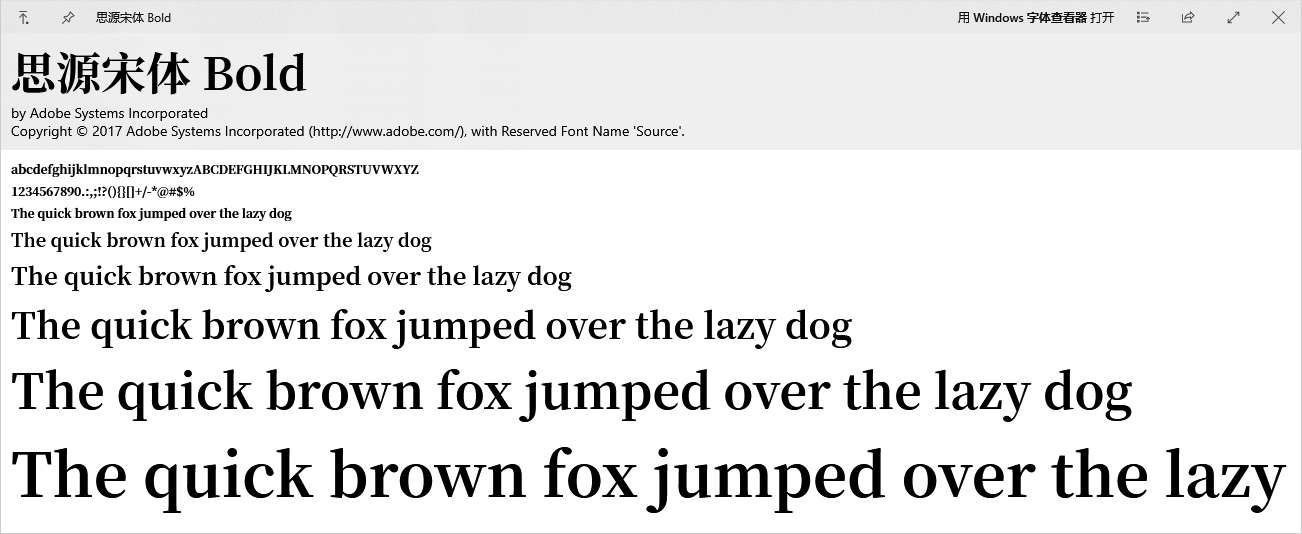 思源宋体 Bold
用 Windows 字体查看器 打开
思源宋体 Bold
by Adobe Systems Incorporated
Copyright © 2017 Adobe Systems Incorporated (http://www.adobe.com/), with Reserved Font Name 'Source'.
abcdefghijklmnopqrstuvwxyzABCDEFGHIJKLMNOPQRSTUVWXYZ
1234567890.:,;!?(){}[]+/-*@#$%
The quick brown fox jumped over the lazy dog
The quick brown fox jumped over the lazy dog
The quick brown fox jumped over the lazy dog
The quick brown fox jumped over the lazy dog
The quick brown fox jumped over the lazy dog
The quick brown fox jumped over the lazy